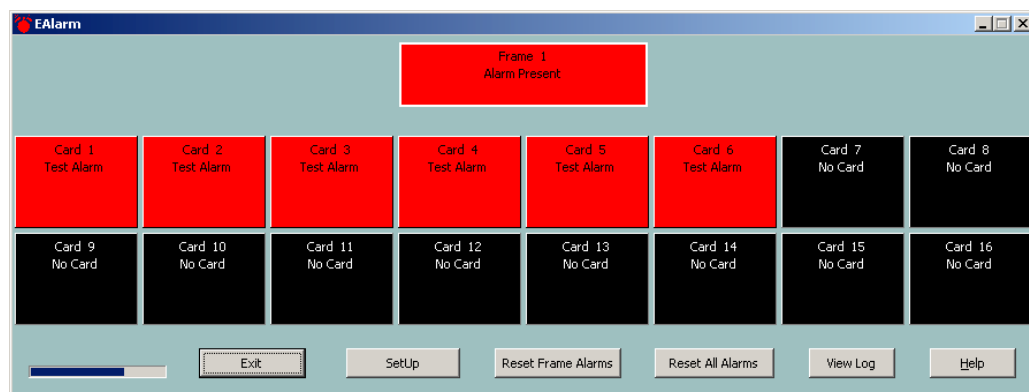 EAlarm
Frame 1
Alarm Present
Card 1
Test Alarm
Card 2
Test Alarm
Card 3
Test Alarm
Card 4
Test Alarm
Card 5
Test Alarm
Card 6
Test Alarm
Card 7
No Card
Card 8
No Card
Card 9
No Card
Card 10
No Card
Card 11
No Card
Card 12
No Card
Card 13
No Card
Card 14
No Card
Card 15
No Card
Card 16
No Card
Exit
SetUp
Reset Frame Alarms
Reset All Alarms
View Log
Help